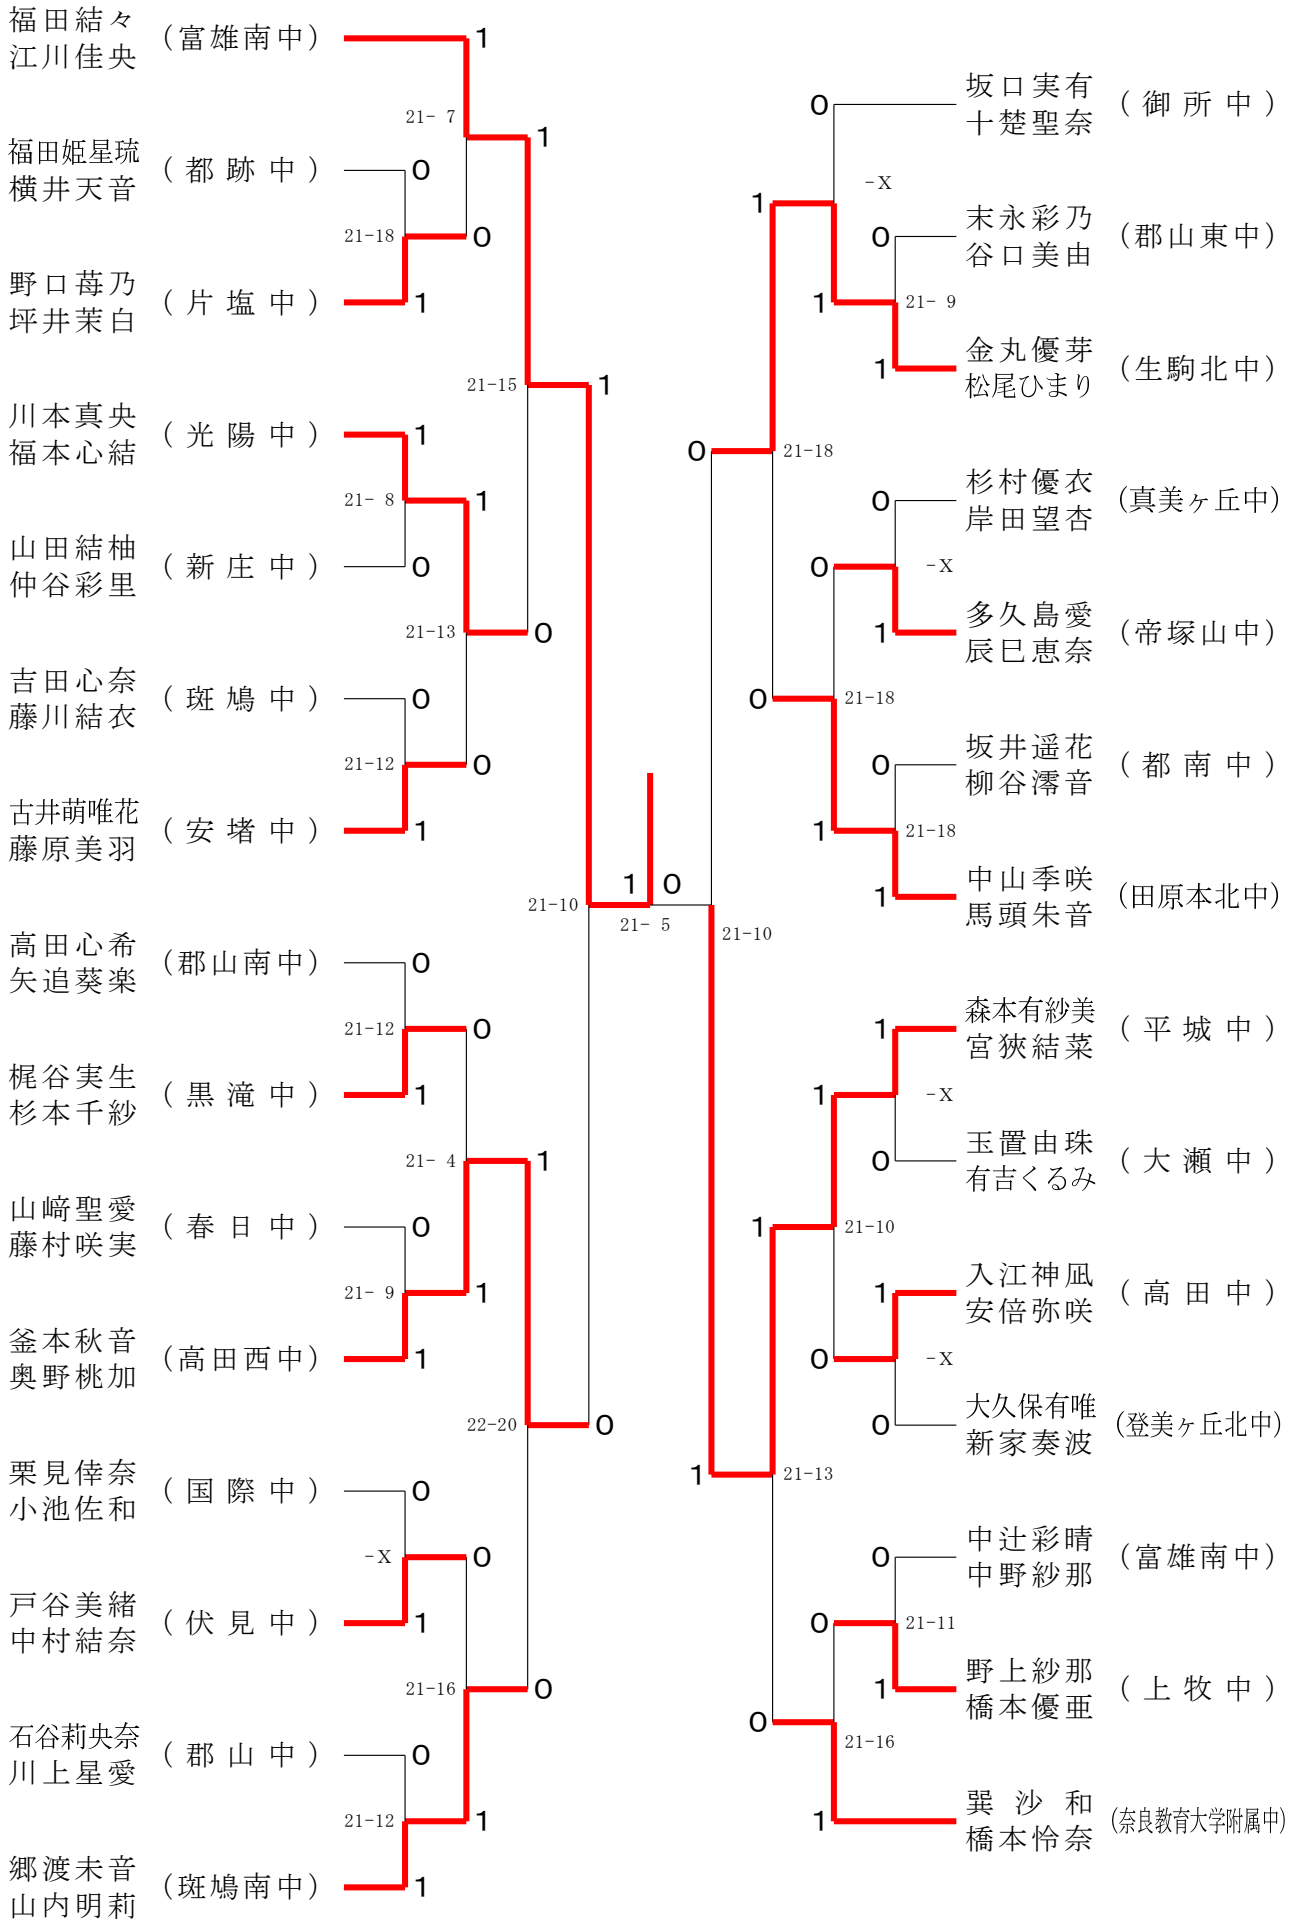 福田結々
江川佳央
(富雄南中)
1
21- 7
1
福田姫星琉
横井天音
(都跡中)
0
21-18
0
野口苺乃
坪井茉白
(片塩中)
1
21-15
1
川本真央
福本心結
(光陽中)
1
21- 8
1
山田結柚
仲谷彩里
(新庄中)
0
21-13
0
吉田心奈
藤川結衣
(斑鳩中)
0
21-12
0
古井萌唯花
藤原美羽
(安堵中)
1
21-10
1
0
21- 5
高田心希
矢追葵楽
(郡山南中)
0
21-12
0
梶谷実生
杉本千紗
(黒滝中)
1
21- 4
1
山﨑聖愛
藤村咲実
(春日中)
0
21- 9
1
釜本秋音
奥野桃加
(高田西中)
1
22-20
0
栗見倖奈
小池佐和
(国際中)
0
-X
0
戸谷美緒
中村結奈
(伏見中)
1
21-16
0
石谷莉央奈
川上星愛
(郡山中)
0
21-12
1
郷渡未音
山内明莉
(斑鳩南中)
1
0
坂口実有
十楚聖奈
(御所中)
-X
1
0
末永彩乃
谷口美由
(郡山東中)
1
21- 9
1
金丸優芽
松尾ひまり
(生駒北中)
0
21-18
0
杉村優衣
岸田望杏
(真美ヶ丘中)
0
-X
1
多久島愛
辰巳恵奈
(帝塚山中)
0
21-18
0
坂井遥花
柳谷澪音
(都南中)
1
21-18
1
中山季咲
馬頭朱音
(田原本北中)
21-10
1
森本有紗美
宮狹結菜
(平城中)
1
-X
0
玉置由珠
有吉くるみ
(大瀬中)
1
21-10
1
入江神凪
安倍弥咲
(高田中)
0
-X
0
大久保有唯
新家奏波
(登美ヶ丘北中)
1
21-13
0
中辻彩晴
中野紗那
(富雄南中)
0
21-11
1
野上紗那
橋本優亜
(上牧中)
0
21-16
1
巽沙和
橋本怜奈
(奈良教育大学附属中)